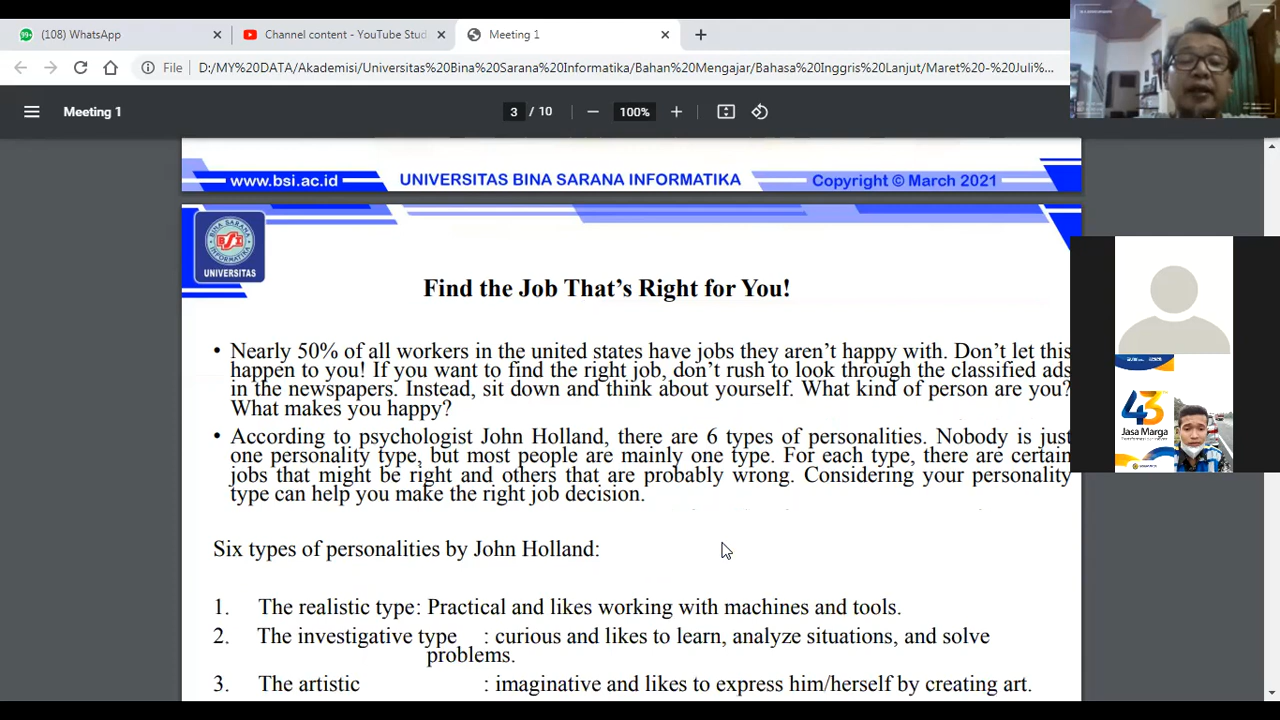 (108) WhatsApp
Channel content - YouTube Stud
Meeting 1
File
D:/MY%20DATA/Akademisi/Universitas%20Bina%20Sarana%20Informatika/Bahan%20Mengajar/Bahasa%20Inggris%20Lanjut/Maret%20-%20Juli%20...
Meeting 1
3 / 10
100%
www.bsi.ac.id
UNIVERSITAS BINA SARANA INFORMATIKA
Copyright © March 2021
BINA SARANA
BSI
INFORMATIKA
UNIVERSITAS
Find the Job That’s Right for You!
• Nearly 50% of all workers in the united states have jobs they aren’t happy with. Don’t let this
happen to you! If you want to find the right job, don’t rush to look through the classified ads
in the newspapers. Instead, sit down and think about yourself. What kind of person are you?
What makes you happy?
• According to psychologist John Holland, there are 6 types of personalities. Nobody is just
one personality type, but most people are mainly one type. For each type, there are certain
jobs that might be right and others that are probably wrong. Considering your personality
type can help you make the right job decision.
Six types of personalities by John Holland:
1. The realistic type: Practical and likes working with machines and tools.
2. The investigative type : curious and likes to learn, analyze situations, and solve
problems.
3. The artistic : imaginative and likes to express him/herself by creating art.
43
Jasa Marga